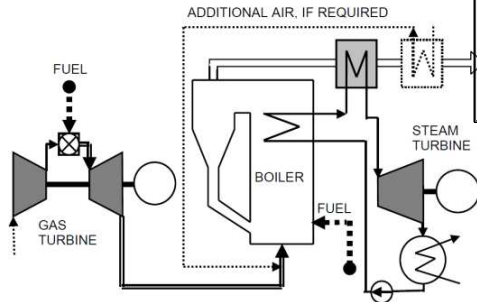 ADDITIONAL AIR, IF REQUIRED
FUEL
STEAM
TURBINE
BOILER
FUEL
GAS
TURBINE